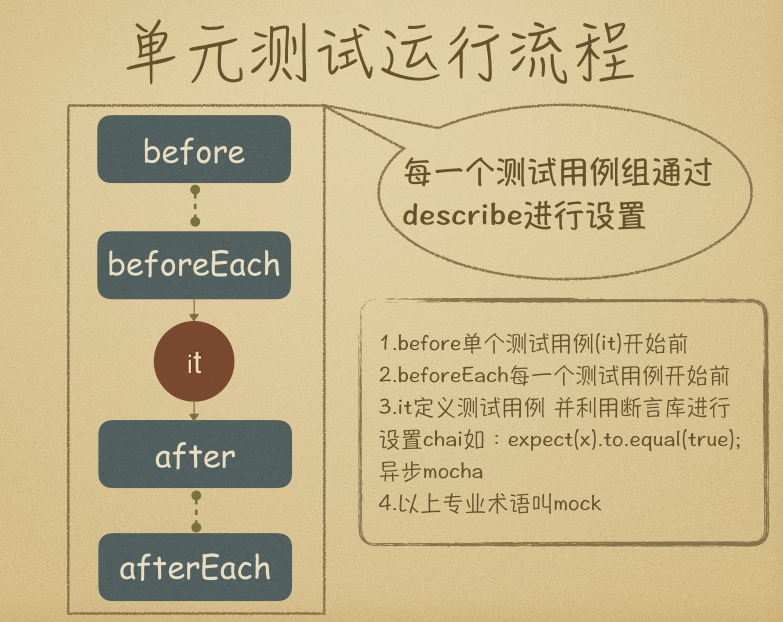 单元测试运行流程
before
beforeEach
it
after
afterEach
每一个测试用例组通过
describe进行设置
1.before单个测试用例(it)开始前
2.beforeEach每一个测试用例开始前
3.it定义测试用例 并利用断言库进行
设置chai如：expect(x).to.equal(true);
异步mocha
4.以上专业术语叫mock